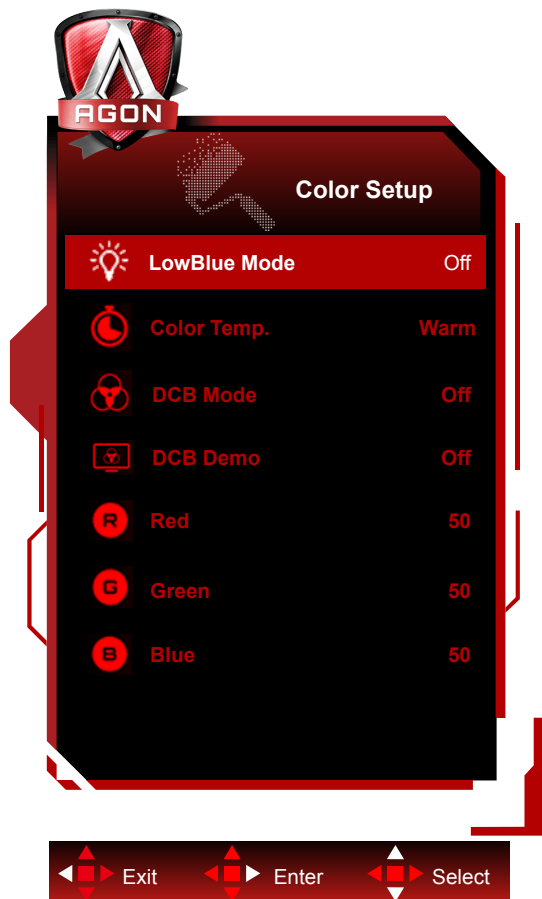 AGON
Color Setup
LowBlue Mode Off
Color Temp. Warm
DCB Mode Off
DCB Demo Off
R Red 50
G Green 50
B Blue 50
Exit Enter Select